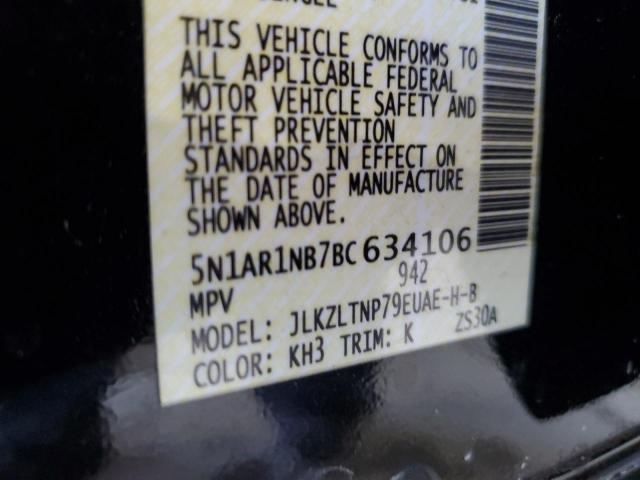 THIS VEHICLE CONFORMS TO
ALL APPLICABLE FEDERAL
MOTOR VEHICLE SAFETY AND
THEFT PREVENTION
STANDARDS IN EFFECT ON
THE DATE OF MANUFACTURE
SHOWN ABOVE.
5N1AR1NB7BC634106
942
MPV
MODEL: JLKZLTNP79EUAE-H-B
COLOR: KH3 TRIM: K ZS30A